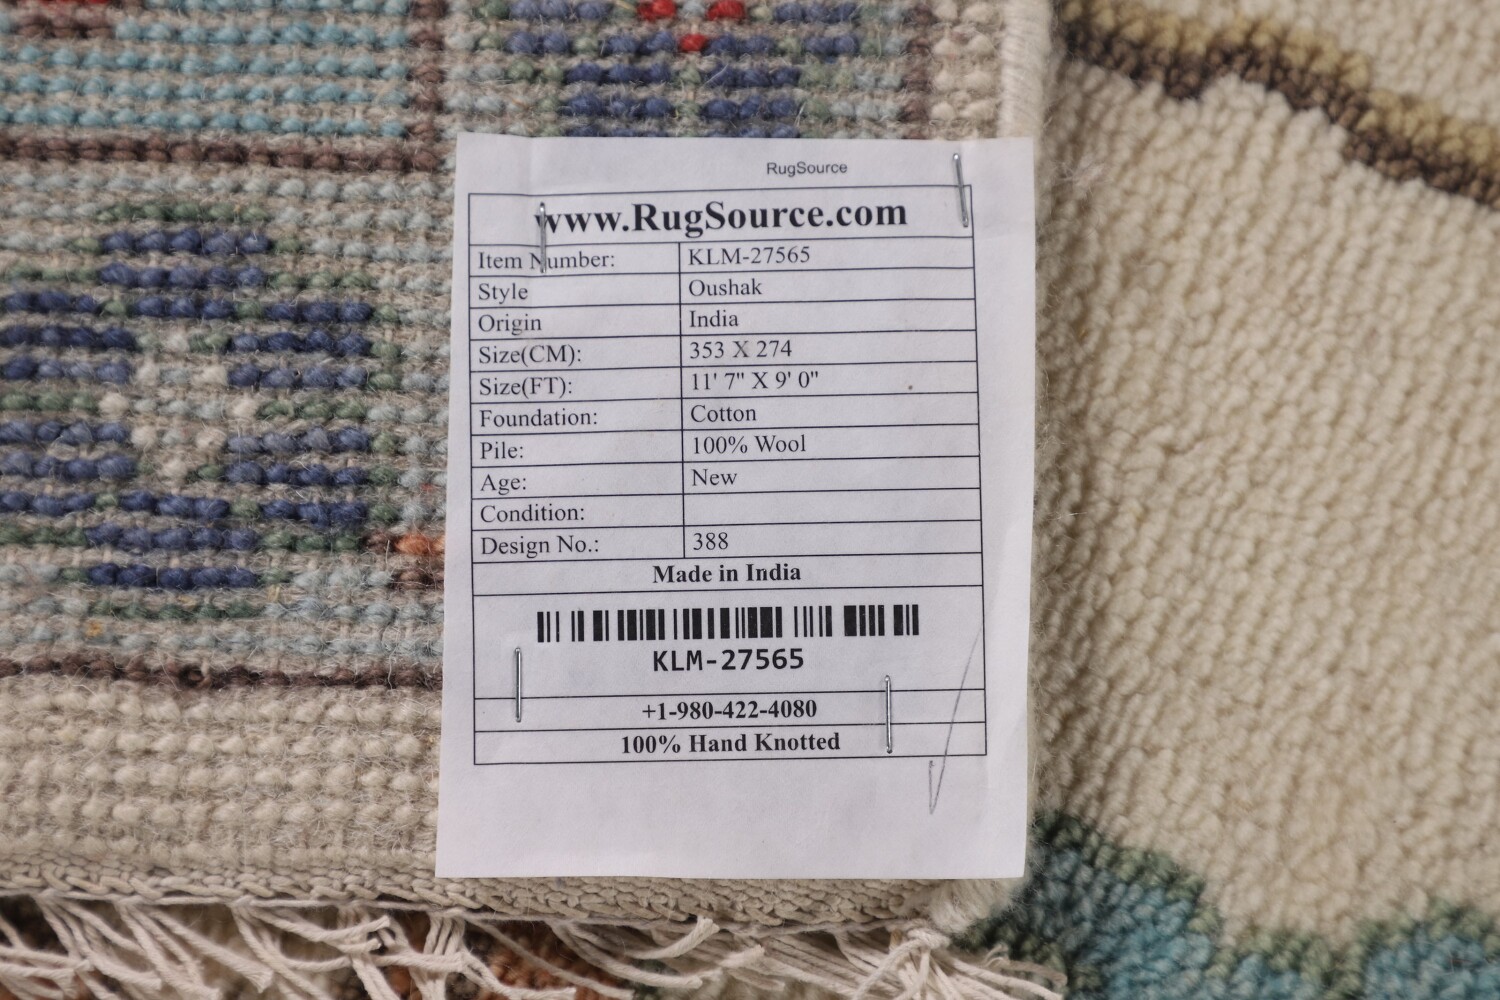 RugSource
www.RugSource.com
Item Number: KLM-27565
Style Oushak
Origin India
Size(CM): 353 X 274
Size(FT): 11' 7" X 9' 0"
Foundation: Cotton
Pile: 100% Wool
Age: New
Condition:
Design No.: 388
Made in India
KLM-27565
+1-980-422-4080
100% Hand Knotted